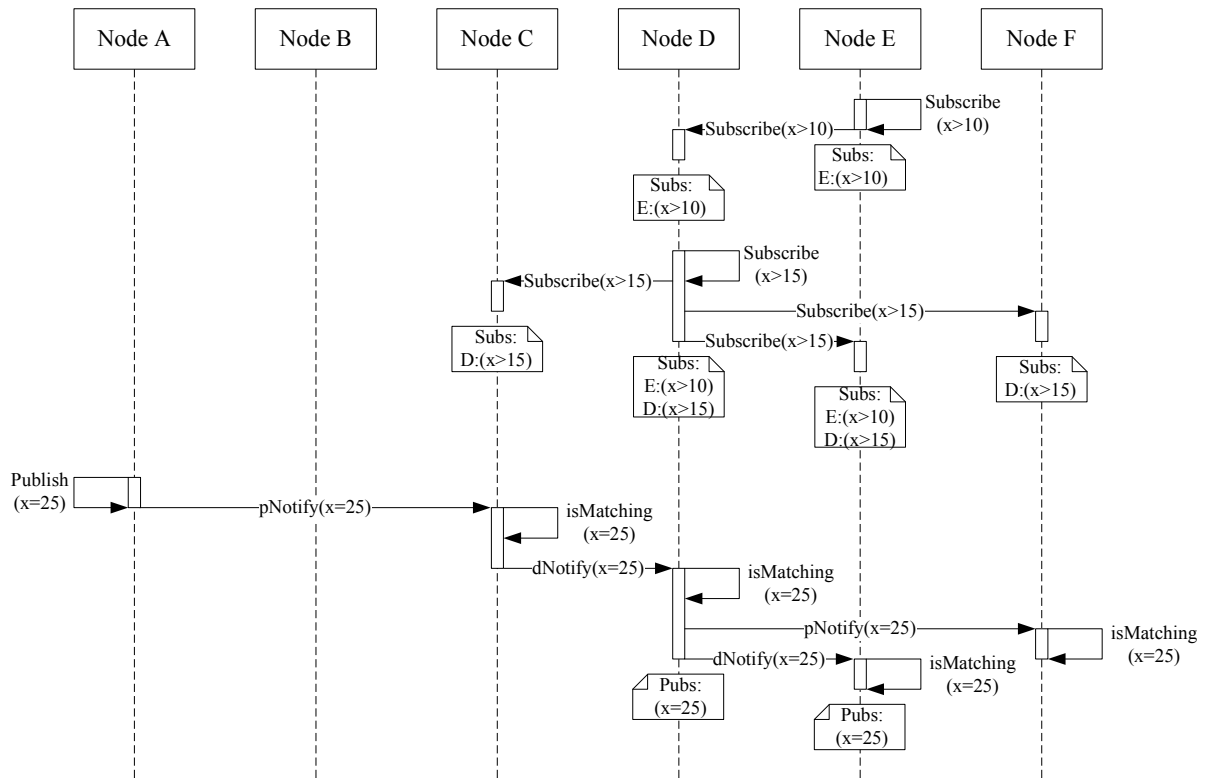 Node A
Node B
Node C
Node D
Node E
Node F
Subscribe
(x>10)
Subscribe(x>10)
Subs:
E:(x>10)
Subs:
E:(x>10)
Subscribe
(x>15)
Subscribe(x>15)
Subscribe(x>15)
Subscribe(x>15)
Subs:
D:(x>15)
Subs:
E:(x>10)
D:(x>15)
Subs:
E:(x>10)
D:(x>15)
Subs:
D:(x>15)
Publish
(x=25)
pNotify(x=25)
isMatching
(x=25)
dNotify(x=25)
isMatching
(x=25)
pNotify(x=25)
isMatching
(x=25)
dNotify(x=25)
isMatching
(x=25)
Pubs:
(x=25)
Pubs:
(x=25)